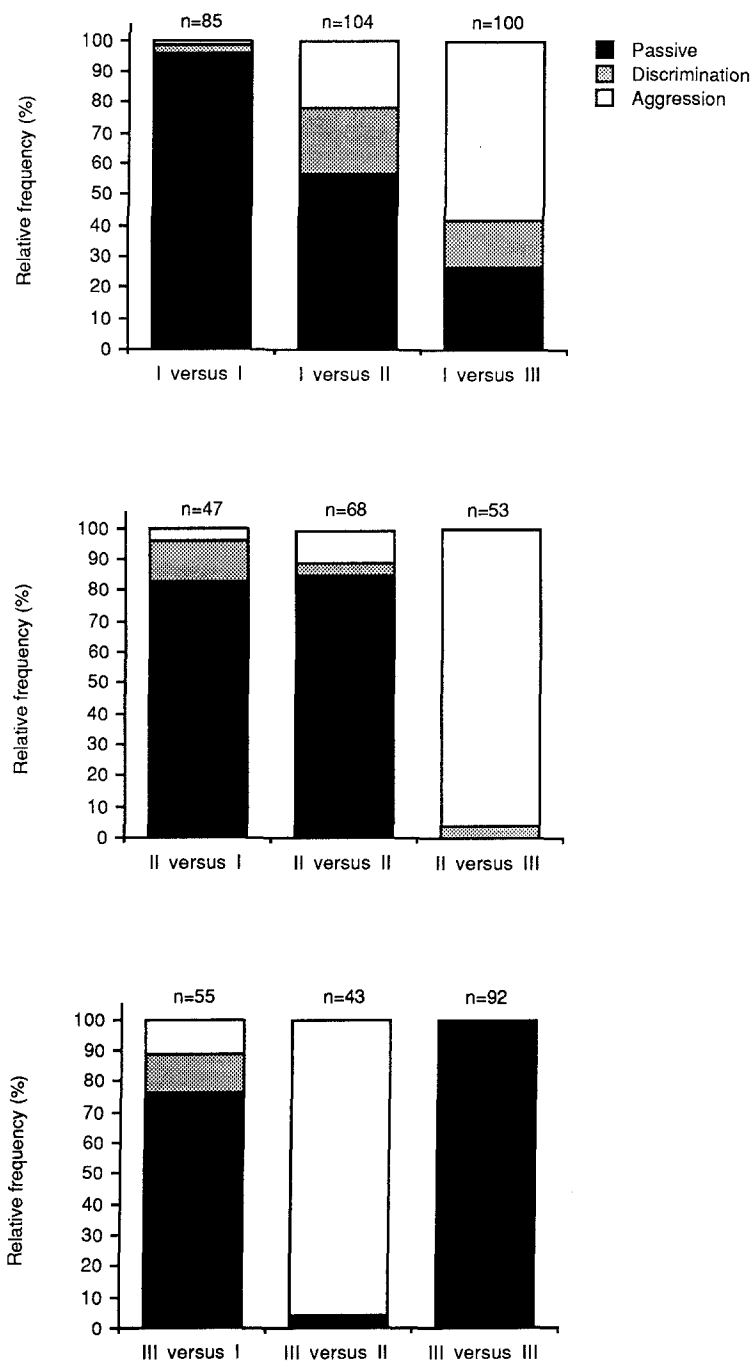 n=85 n=104 n=100
Passive
Discrimination
Aggression
Relative frequency (%)
100
90
80
70
60
50
40
30
20
10
0
I versus I I versus II I versus III
n=47 n=68 n=53
Relative frequency (%)
100
90
80
70
60
50
40
30
20
10
0
II versus I II versus II II versus III
n=55 n=43 n=92
Relative frequency (%)
100
90
80
70
60
50
40
30
20
10
0
III versus I III versus II III versus III